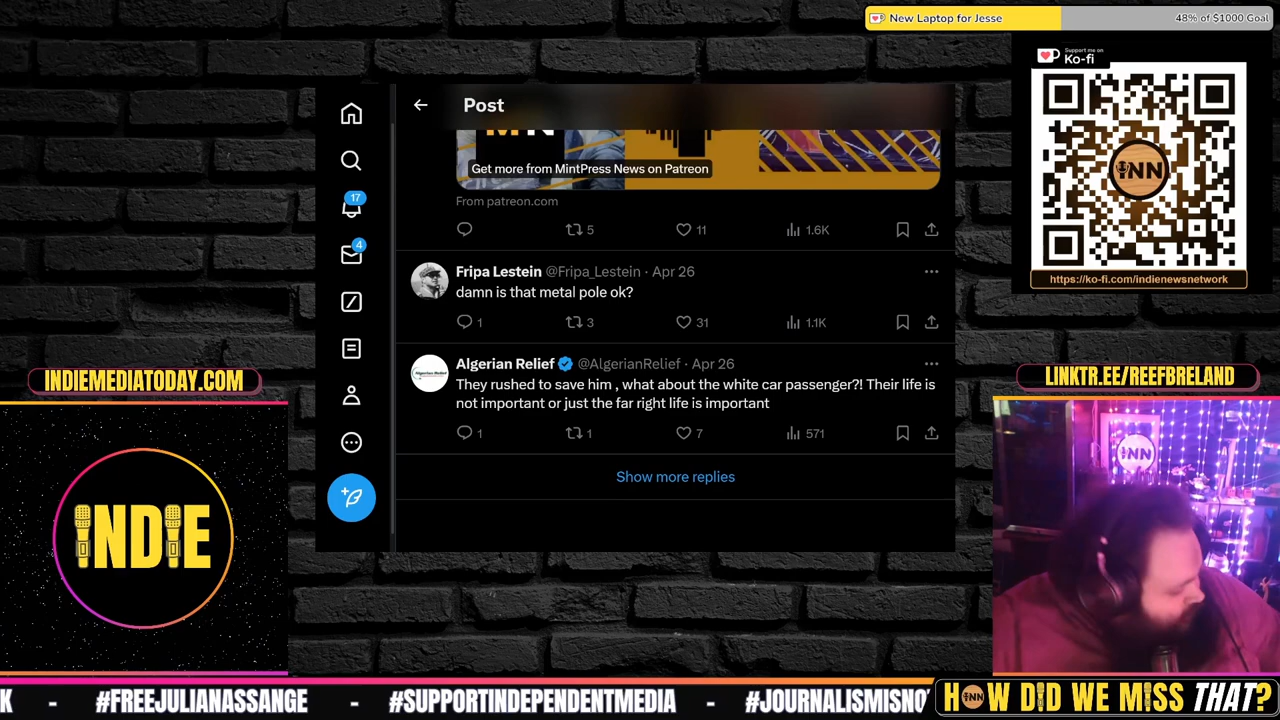 New Laptop for Jesse
48% of $1000 Goal
Support me on
Ko-fi
INN
https://ko-fi.com/indienewsnetwork
Post
Get more from MintPress News on Patreon
From patreon.com
5
11
1.6K
17
4
Fripa Lestein @Fripa_Lestein · Apr 26
damn is that metal pole ok?
1
3
31
1.1K
Algerian Relief @AlgerianRelief · Apr 26
They rushed to save him , what about the white car passenger?! Their life is
not important or just the far right life is important
1
1
7
571
Show more replies
INDIEMEDIATODAY.COM
INDIE
LINKTR.EE/REEFBRELAND
INN
K - #FREEJULIANASSANGE - #SUPPORTINDEPENDENTMEDIA - #JOURNALISMISNO
HOW DID WE MISS THAT?